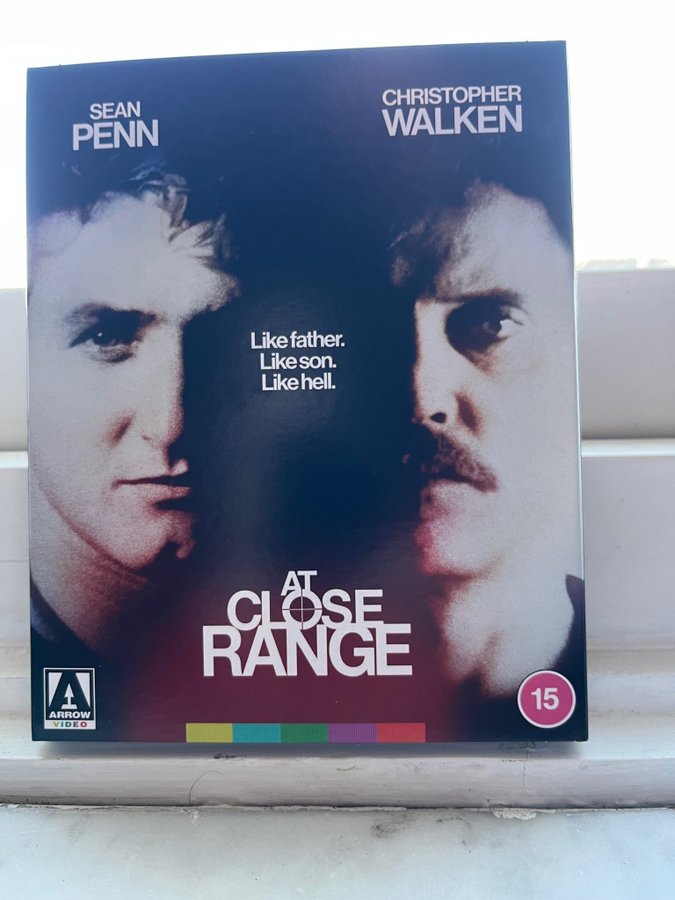 SEAN
PENN
CHRISTOPHER
WALKEN
Like father.
Like son.
Like hell.
AT
CLOSE
RANGE
ARROW
VIDEO
15